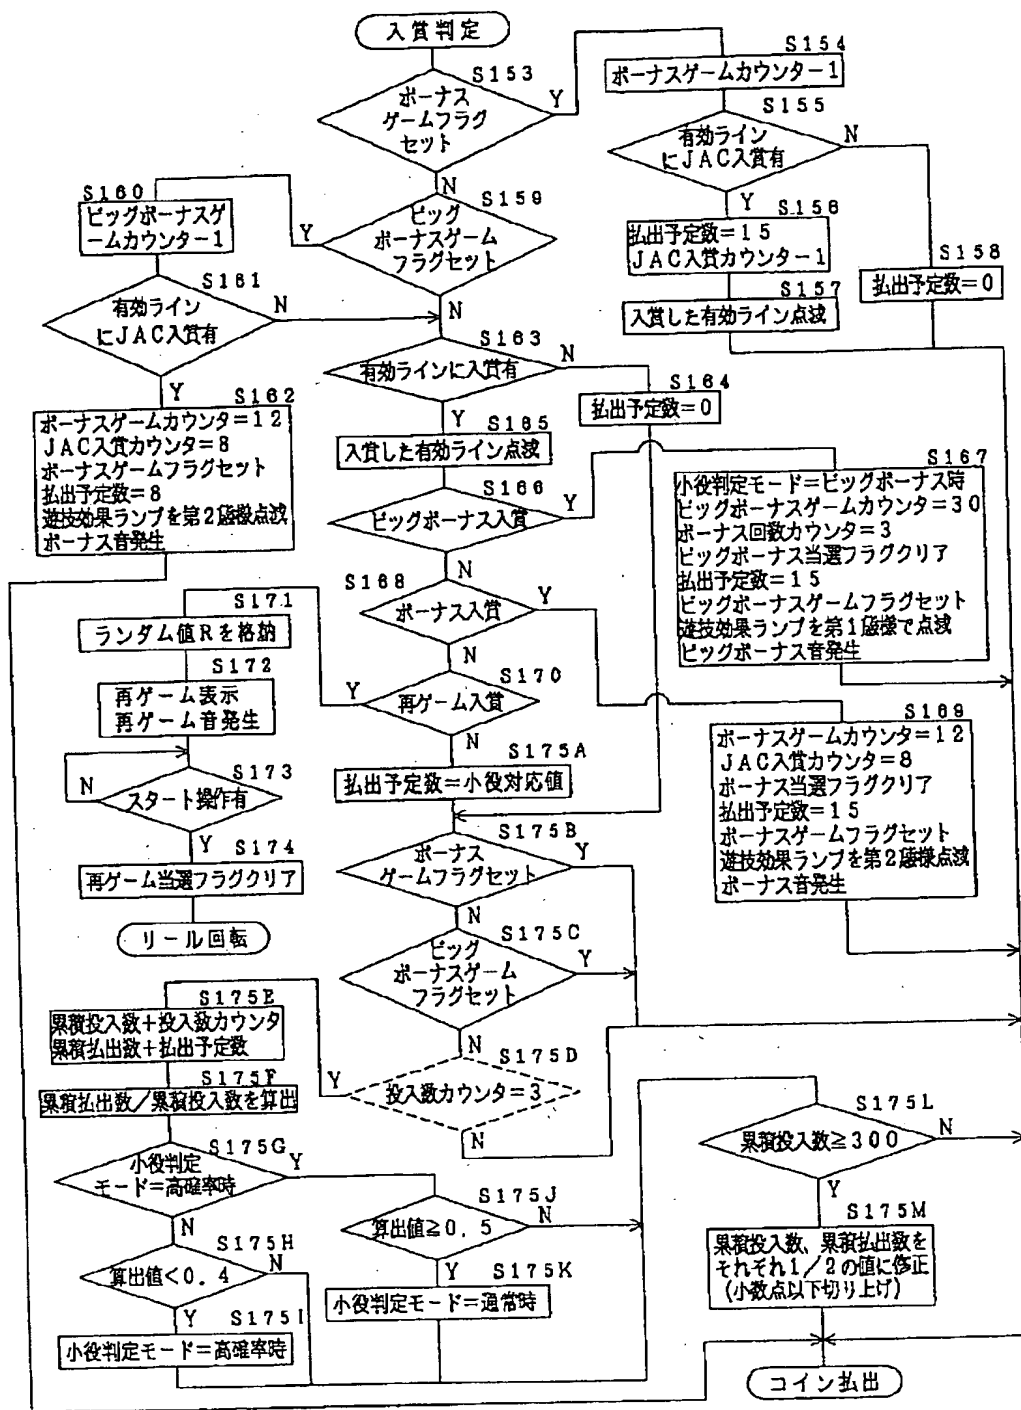 入賞判定
S153
ボーナス
ゲームフラグ
セット
Y
N
S154
ボーナスゲームカウンター1
S155
有効ライン
にJAC入賞有
N
Y
S156
払出予定数=15
JAC入賞カウンター1
S157
入賞した有効ライン点滅
S158
払出予定数=0
S159
ビッグ
ボーナスゲーム
フラグセット
Y
N
S160
ビッグボーナスゲ
ームカウンター1
S161
有効ライン
にJAC入賞有
N
Y
S162
ボーナスゲームカウンター=12
JAC入賞カウンター=8
ボーナスゲームフラグセット
払出予定数=8
遊技効果ランプを第2態様点滅
ボーナス音発生
S163
有効ラインに入賞有
N
Y
S164
払出予定数=0
S165
入賞した有効ライン点滅
S166
ビッグボーナス入賞
Y
N
S167
小役判定モード=ビッグボーナス時
ビッグボーナスゲームカウンター=30
ボーナス回数カウンター=3
ビッグボーナス当選フラグクリア
払出予定数=15
ビッグボーナスゲームフラグセット
遊技効果ランプを第1態様で点滅
ビッグボーナス音発生
S168
ボーナス入賞
Y
N
S169
ボーナスゲームカウンター=12
JAC入賞カウンター=8
ボーナス当選フラグクリア
払出予定数=15
ボーナスゲームフラグセット
遊技効果ランプを第2態様点滅
ボーナス音発生
S170
再ゲーム入賞
Y
N
S171
ランダム値Rを格納
S172
再ゲーム表示
再ゲーム音発生
S173
スタート操作有
N
Y
S174
再ゲーム当選フラグクリア
リール回転
S175A
払出予定数=小役対応値
S175B
ボーナス
ゲームフラグセット
Y
N
S175C
ビッグ
ボーナスゲーム
フラグセット
Y
N
S175D
投入数カウンタ=3
Y
N
S175E
累積投入数+投入数カウンタ
累積払出数+払出予定数
S175F
累積払出数/累積投入数を算出
S175G
小役判定
モード=高確率時
Y
N
S175H
算出値<0.4
N
Y
S175I
小役判定モード=高確率時
S175J
算出値≧0.5
N
Y
S175K
小役判定モード=通常時
S175L
累積投入数≧300
N
Y
S175M
累積投入数、累積払出数を
それぞれ1/2の値に修正
(小数点以下切り上げ)
コイン払出